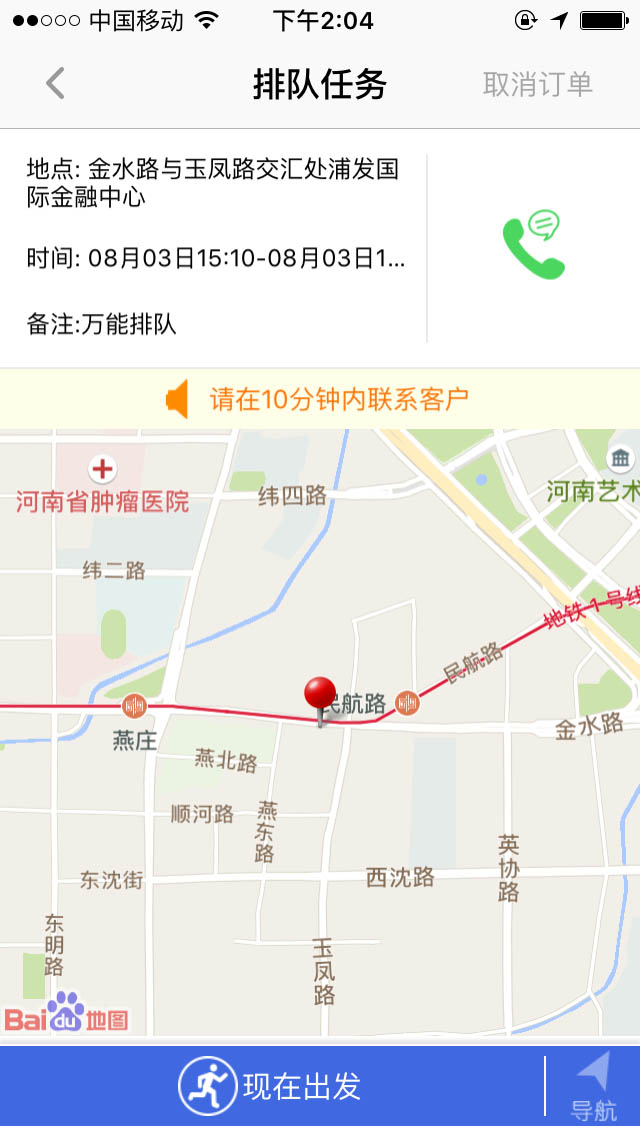 中国移动 下午2:04
排队任务 取消订单
地点: 金水路与玉凤路交汇处浦发国
际金融中心
时间: 08月03日15:10-08月03日1...
备注:万能排队
请在10分钟内联系客户
河南省肿瘤医院
纬四路
河南艺术
纬二路
地铁1号线
民航路
民航路
金水路
燕庄
燕北路
顺河路
燕东路
英协路
东沈街
西沈路
东明路
玉凤路
Bai du 地图
现在出发
导航